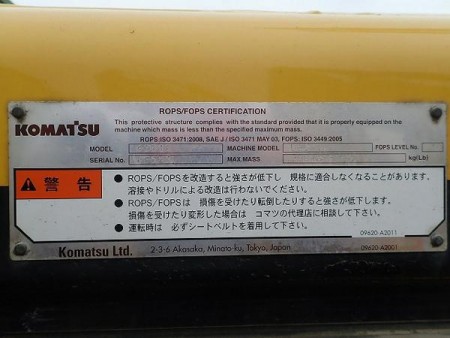 ROPS/FOPS CERTIFICATION
This protective structure complies with the standard provided that it is properly equipped on the
machine which mass is less than the specified maximum mass.
KOMATSU
ROPS ISO 3471:2008, SAE J / ISO 3471 MAY 03, FOPS: ISO 3449:2005
MODEL MACHINE MODEL FOPS LEVEL No.
SERIAL No. MAX MASS kg(Lb)
警告
● ROPS/FOPSを改造すると強さが低下し 規格に適合しなくなることがあります。
溶接やドリルによる改造は行わないでください。
● ROPS/FOPSは 損傷を受けたり転倒したりすると強さが低下します。
損傷を受けたり変形した場合は コマツの代理店に相談して下さい。
● 運転時は 必ずシートベルトを着用して下さい。
09620-A2011
Komatsu Ltd. 2-3-6 Akasaka, Minato-ku, Tokyo, Japan 09620-A2001